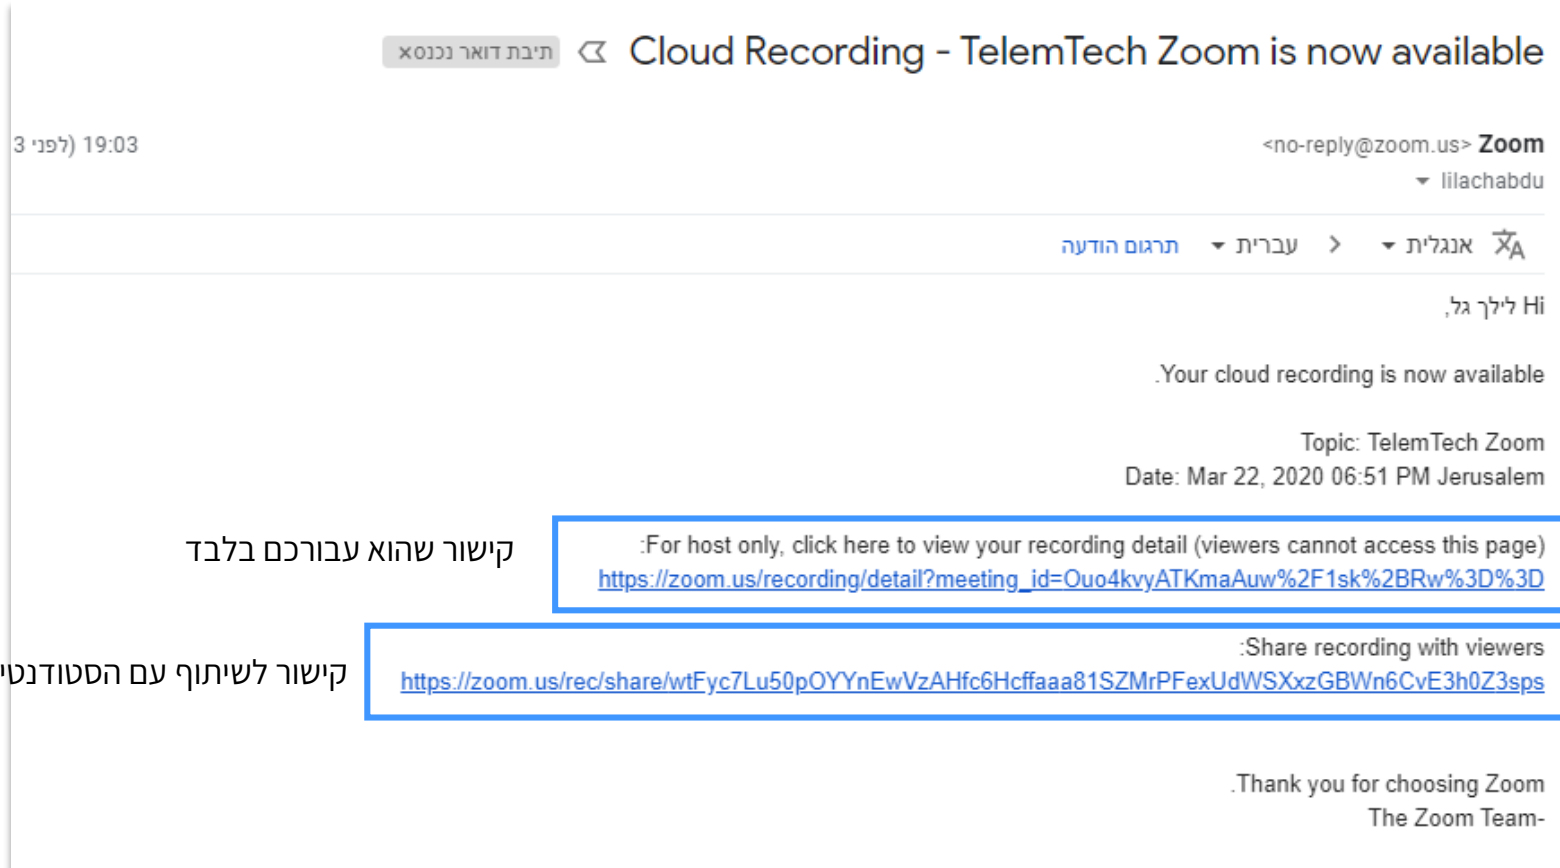 Cloud Recording - TelemTech Zoom is now available
תיבת דואר נכנס x
Zoom <no-reply@zoom.us>
19:03 (לפני 3
lilachabdu
אנגלית
עברית
תרגום הודעה
Hi לילך גל,
Your cloud recording is now available.
Topic: TelemTech Zoom
Date: Mar 22, 2020 06:51 PM Jerusalem
For host only, click here to view your recording detail (viewers cannot access this page):
https://zoom.us/recording/detail?meeting_id=Ouo4kvyATKmaAuw%2F1sk%2BRw%3D%3D
קישור שהוא עבורכם בלבד
Share recording with viewers:
https://zoom.us/rec/share/wtFyc7Lu50pOYYnEwVzAHfc6Hcffaaa81SZMrPFexUdWSXxzGBWn6CvE3h0Z3sps
קישור לשיתוף עם הסטודנטי
Thank you for choosing Zoom.
-The Zoom Team